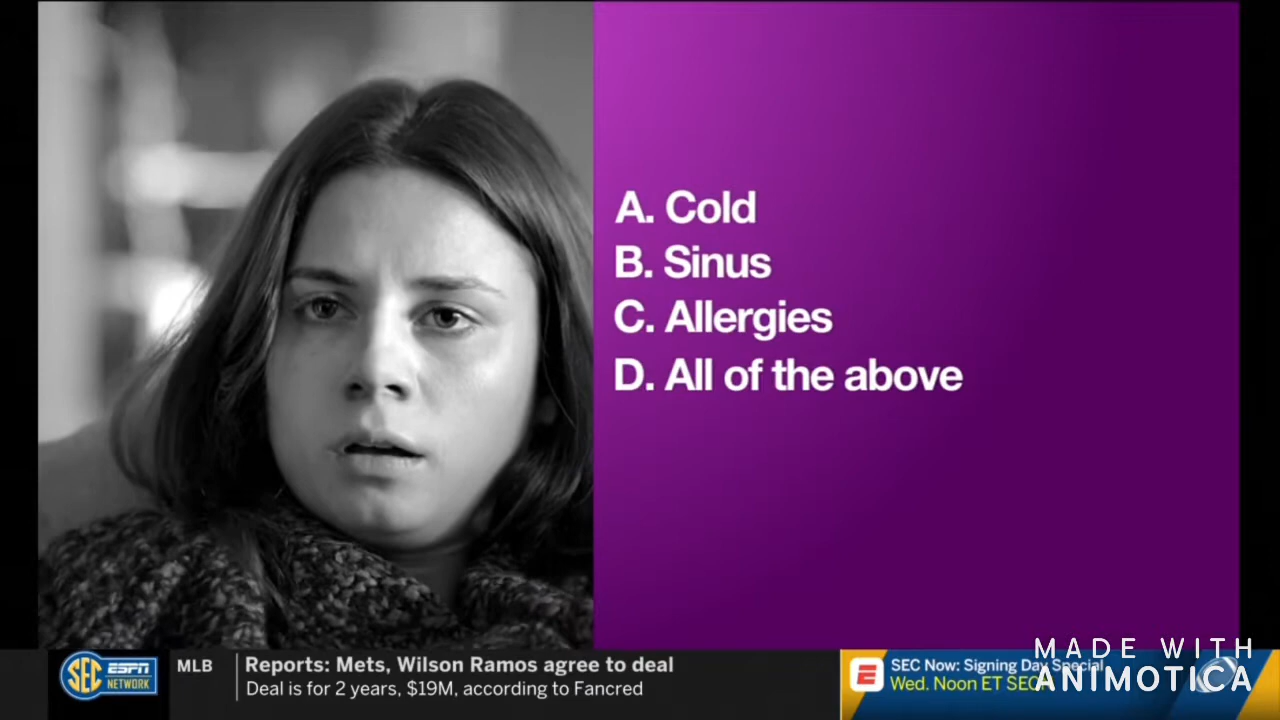 A. Cold
B. Sinus
C. Allergies
D. All of the above
MADE WITH
ANIMOTICA
SEC ESPN
NETWORK
MLB
Reports: Mets, Wilson Ramos agree to deal
Deal is for 2 years, $19M, according to Fancred
E
SEC Now: Signing Day Special
Wed. Noon ET SEC